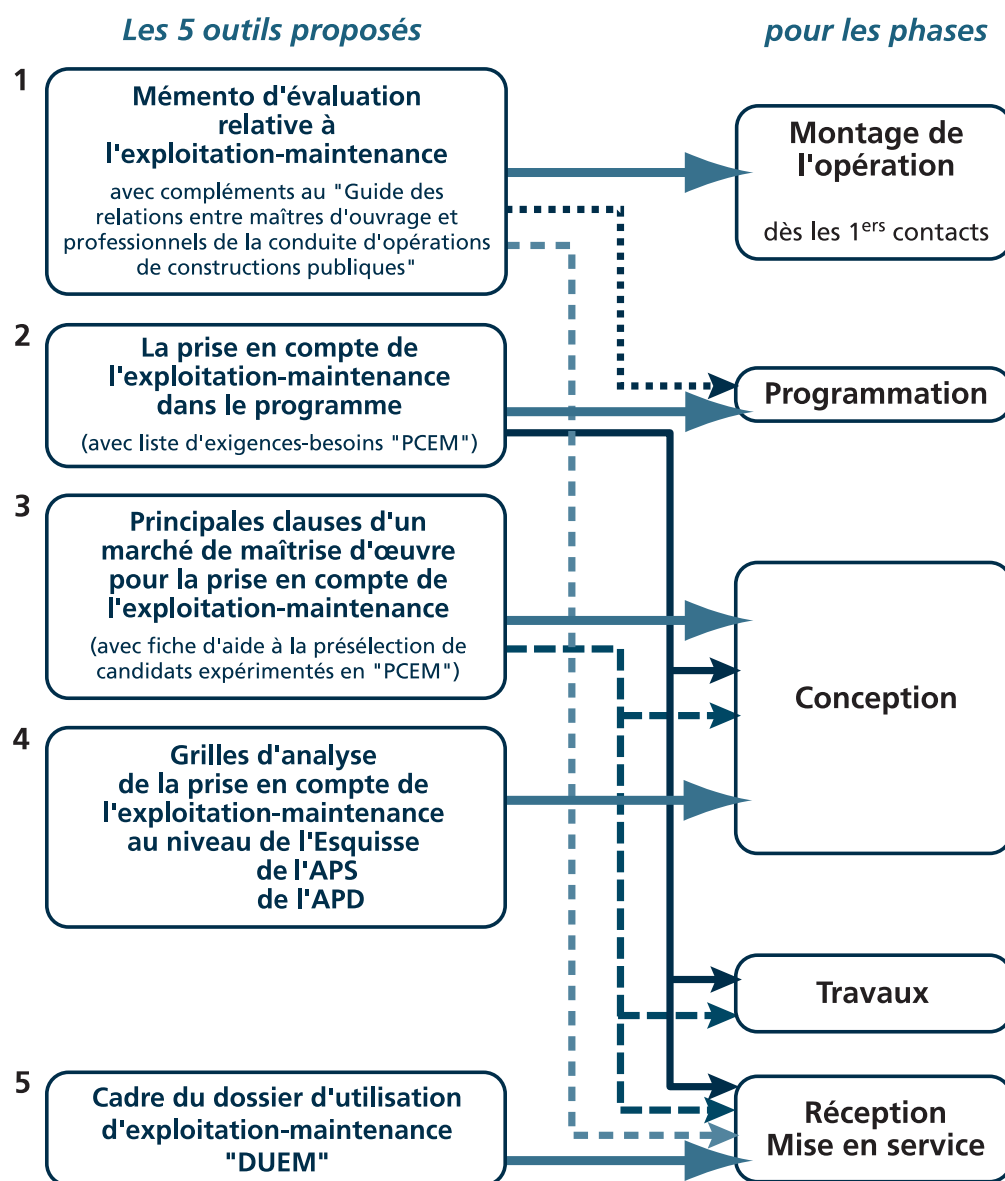 Les 5 outils proposés
pour les phases
1
Mémento d'évaluation
relative à
l'exploitation-maintenance
avec compléments au "Guide des
relations entre maîtres d'ouvrage et
professionnels de la conduite d'opérations
de constructions publiques"
Montage de
l'opération
dès les 1ers contacts
2
La prise en compte de
l'exploitation-maintenance
dans le programme
(avec liste d'exigences-besoins "PCEM")
Programmation
3
Principales clauses d'un
marché de maîtrise d'œuvre
pour la prise en compte de
l'exploitation-maintenance
(avec fiche d'aide à la présélection de
candidats expérimentés en "PCEM")
Conception
4
Grilles d'analyse
de la prise en compte de
l'exploitation-maintenance
au niveau de l'Esquisse
de l'APS
de l'APD
Travaux
5
Cadre du dossier d'utilisation
d'exploitation-maintenance
"DUEM"
Réception
Mise en service